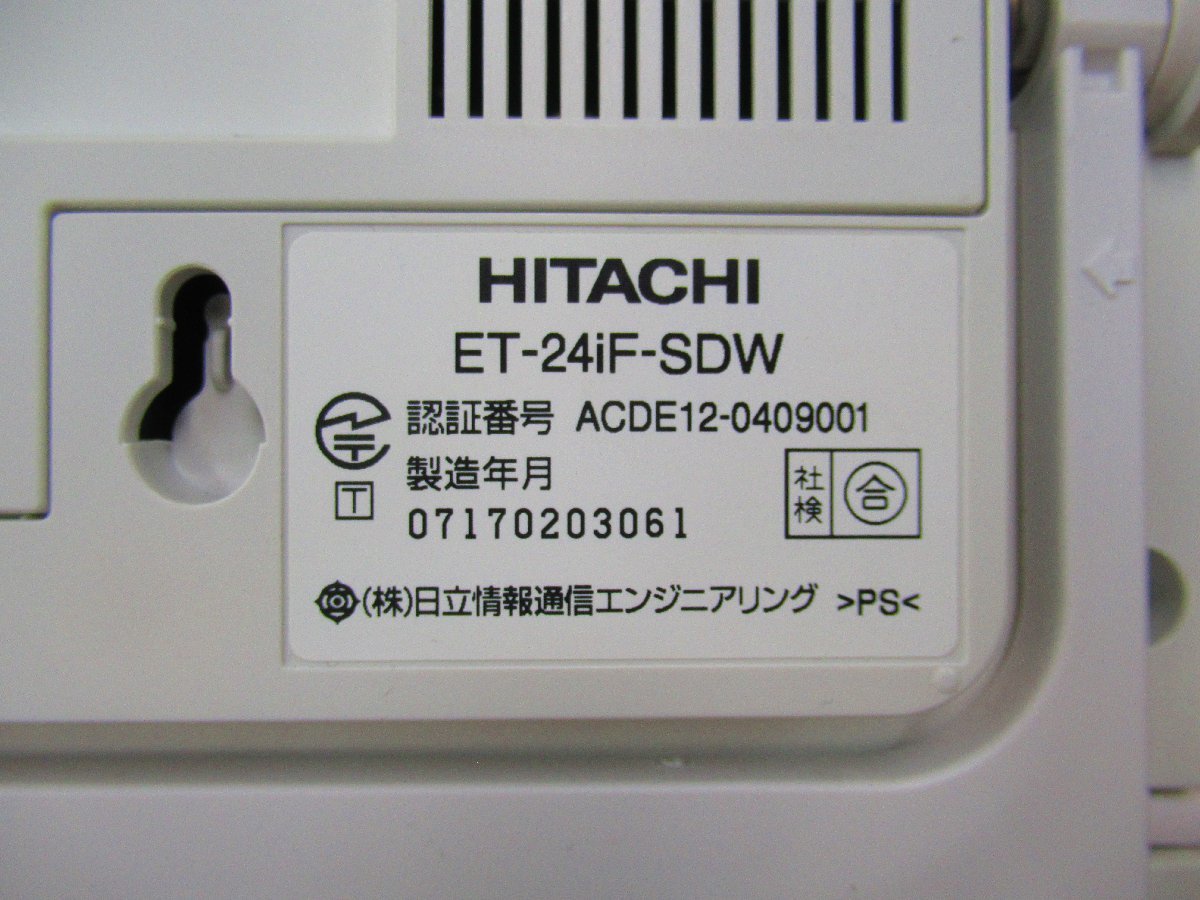 HITACHI
ET-24iF-SDW
認証番号 ACDE12-0409001
製造年月
T
07170203061
社検 合
(株)日立情報通信エンジニアリング >PS<